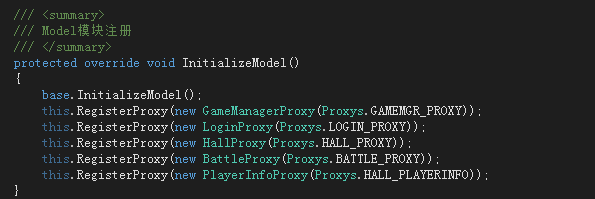 /// <summary>
/// Model模块注册
/// </summary>
protected override void InitializeModel()
{
    base.InitializeModel();
    this.RegisterProxy(new GameManagerProxy(Proxys.GAMEMGR_PROXY));
    this.RegisterProxy(new LoginProxy(Proxys.LOGIN_PROXY));
    this.RegisterProxy(new HallProxy(Proxys.HALL_PROXY));
    this.RegisterProxy(new BattleProxy(Proxys.BATTLE_PROXY));
    this.RegisterProxy(new PlayerInfoProxy(Proxys.HALL_PLAYERINFO));
}